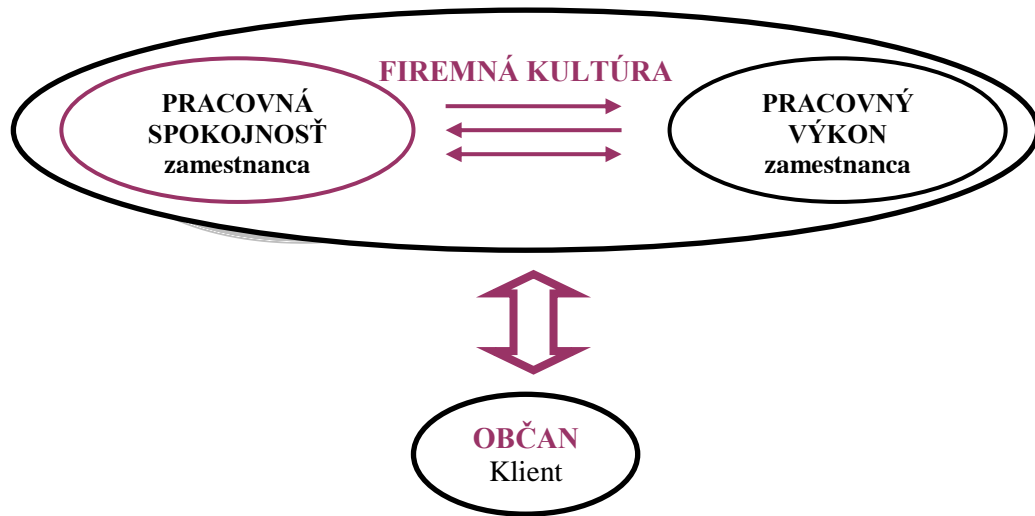 FIREMNÁ KULTÚRA
PRACOVNÁ
SPOKOJNOSŤ
zamestnanca
PRACOVNÝ
VÝKON
zamestnanca
OBČAN
Klient